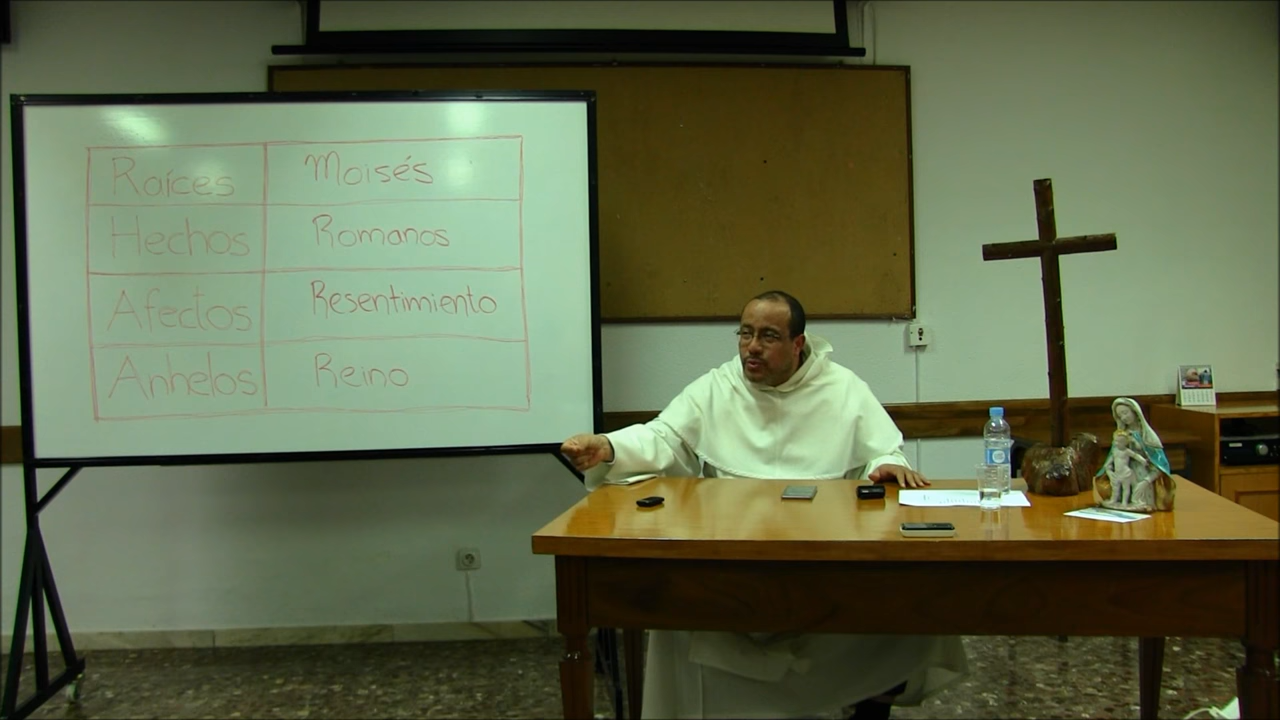 Raíces Moisés
Hechos Romanos
Afectos Resentimiento
Anhelos Reino